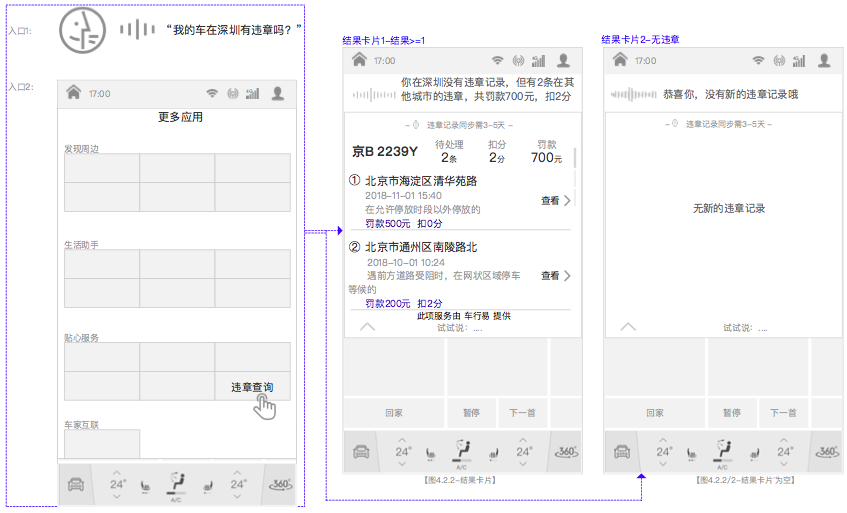 入口1:
“我的车在深圳有违章吗？”
入口2:
17:00
4G
更多应用
发现周边
生活助手
贴心服务
违章查询
车家互联
24°
A/C
24°
360°
结果卡片1-结果>=1
17:00
4G
你在深圳没有违章记录，但有2条在其
他城市的违章，共罚款700元，扣2分
– 违章记录同步需3-5天 –
京B 2239Y
待处理 扣分 罚款
2条 2分 700元
① 北京市海淀区清华苑路
2018-11-01 15:40
在允许停放时段以外停放的
罚款500元 扣0分
查看
② 北京市通州区南陵路北
2018-10-01 10:24
遇前方道路受阻时，在网状区域停车
等候的
罚款200元 扣2分
查看
此项服务由 车行易 提供
试试说：....
回家 暂停 下一首
24°
A/C
24°
360°
【图4.2.2-结果卡片】
结果卡片2-无违章
17:00
4G
恭喜你，没有新的违章记录哦
– 违章记录同步需3-5天 –
无新的违章记录
试试说：....
回家 暂停 下一首
24°
A/C
24°
360°
【图4.2.2/2-结果卡片'为空】